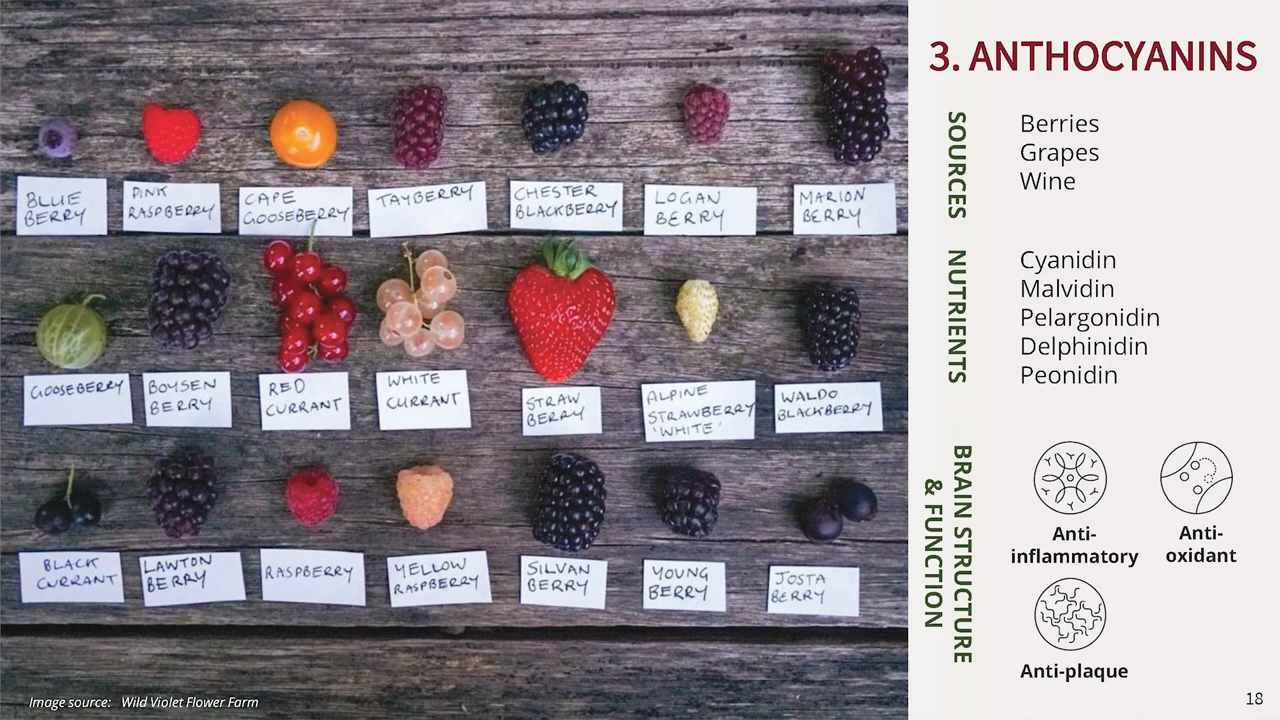 BLUE
BERRY
PINK
RASPBERRY
CAPE
GOOSEBERRY
TAYBERRY
CHESTER
BLACKBERRY
LOGAN
BERRY
MARION
BERRY
GOOSEBERRY
BOYSEN
BERRY
RED
CURRANT
WHITE
CURRANT
STRAW
BERRY
ALPINE
STRAWBERRY
'WHITE'
WALDO
BLACKBERRY
BLACK
CURRANT
LAWTON
BERRY
RASPBERRY
YELLOW
RASPBERRY
SILVAN
BERRY
YOUNG
BERRY
JOSTA
BERRY
Image source: Wild Violet Flower Farm
3. ANTHOCYANINS
SOURCES
Berries
Grapes
Wine
NUTRIENTS
Cyanidin
Malvidin
Pelargonidin
Delphinidin
Peonidin
BRAIN STRUCTURE
& FUNCTION
Anti-
inflammatory
Anti-
oxidant
Anti-plaque
18